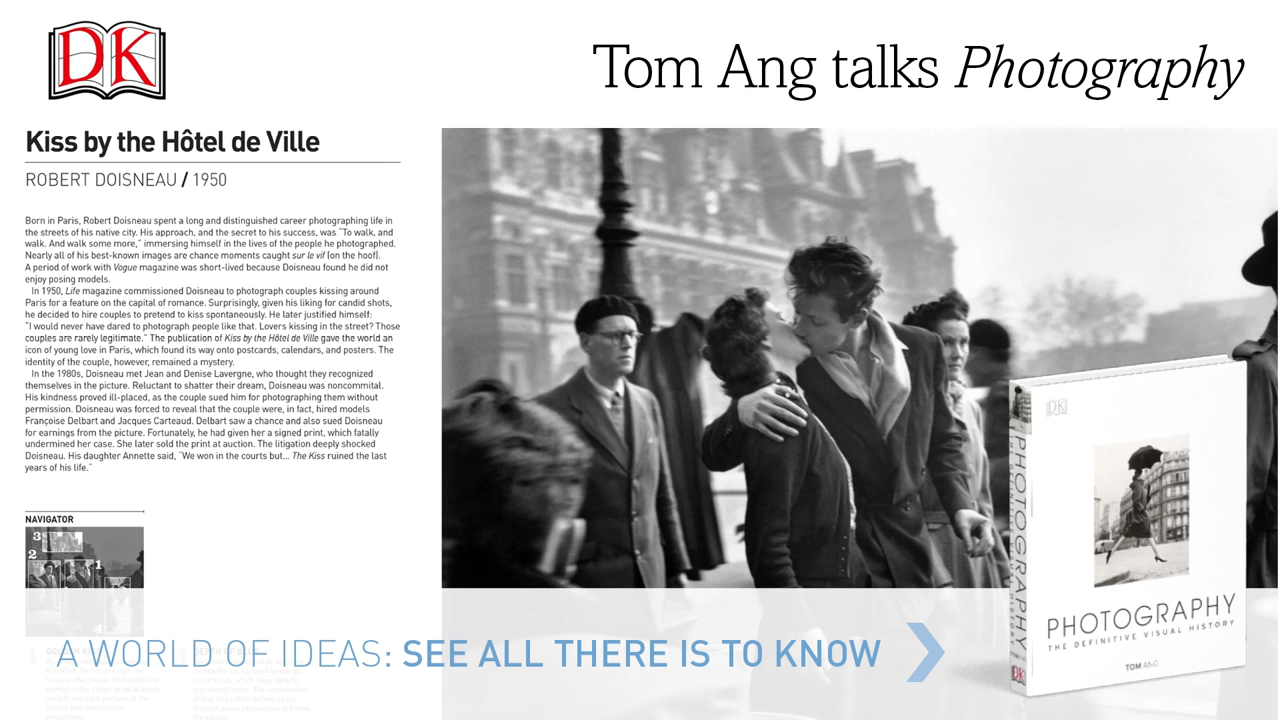 DK
Tom Ang talks Photography
Kiss by the Hôtel de Ville
ROBERT DOISNEAU / 1950
Born in Paris, Robert Doisneau spent a long and distinguished career photographing life in
the streets of his native city. His approach, and the secret to his success, was “To walk, and
walk. And walk some more,” immersing himself in the lives of the people he photographed.
Nearly all of his best-known images are chance moments caught sur le vif (on the hoof).
A period of work with Vogue magazine was short-lived because Doisneau found he did not
enjoy posing models.
In 1950, Life magazine commissioned Doisneau to photograph couples kissing around
Paris for a feature on the capital of romance. Surprisingly, given his liking for candid shots,
he decided to hire couples to pretend to kiss spontaneously. He later justified himself:
“I would never have dared to photograph people like that. Lovers kissing in the street? Those
couples are rarely legitimate.” The publication of Kiss by the Hôtel de Ville gave the world an
icon of young love in Paris, which found its way onto postcards, calendars, and posters. The
identity of the couple, however, remained a mystery.
In the 1980s, Doisneau met Jean and Denise Lavergne, who thought they recognized
themselves in the picture. Reluctant to shatter their dream, Doisneau was noncommital.
His kindness proved ill-placed, as the couple sued him for photographing them without
permission. Doisneau was forced to reveal that the couple were, in fact, hired models
Françoise Delbart and Jacques Carteaud. Delbart saw a chance and also sued Doisneau
for earnings from the picture. Fortunately, he had given her a signed print, which fatally
undermined her case. She later sold the print at auction. The litigation deeply shocked
Doisneau. His daughter Annette said, “We won in the courts but... The Kiss ruined the last
years of his life.”
NAVIGATOR
3
2
1
4
A WORLD OF IDEAS: SEE ALL THERE IS TO KNOW
DK
PHOTOGRAPHY
DK
PHOTOGRAPHY
THE DEFINITIVE VISUAL HISTORY
TOM ANG